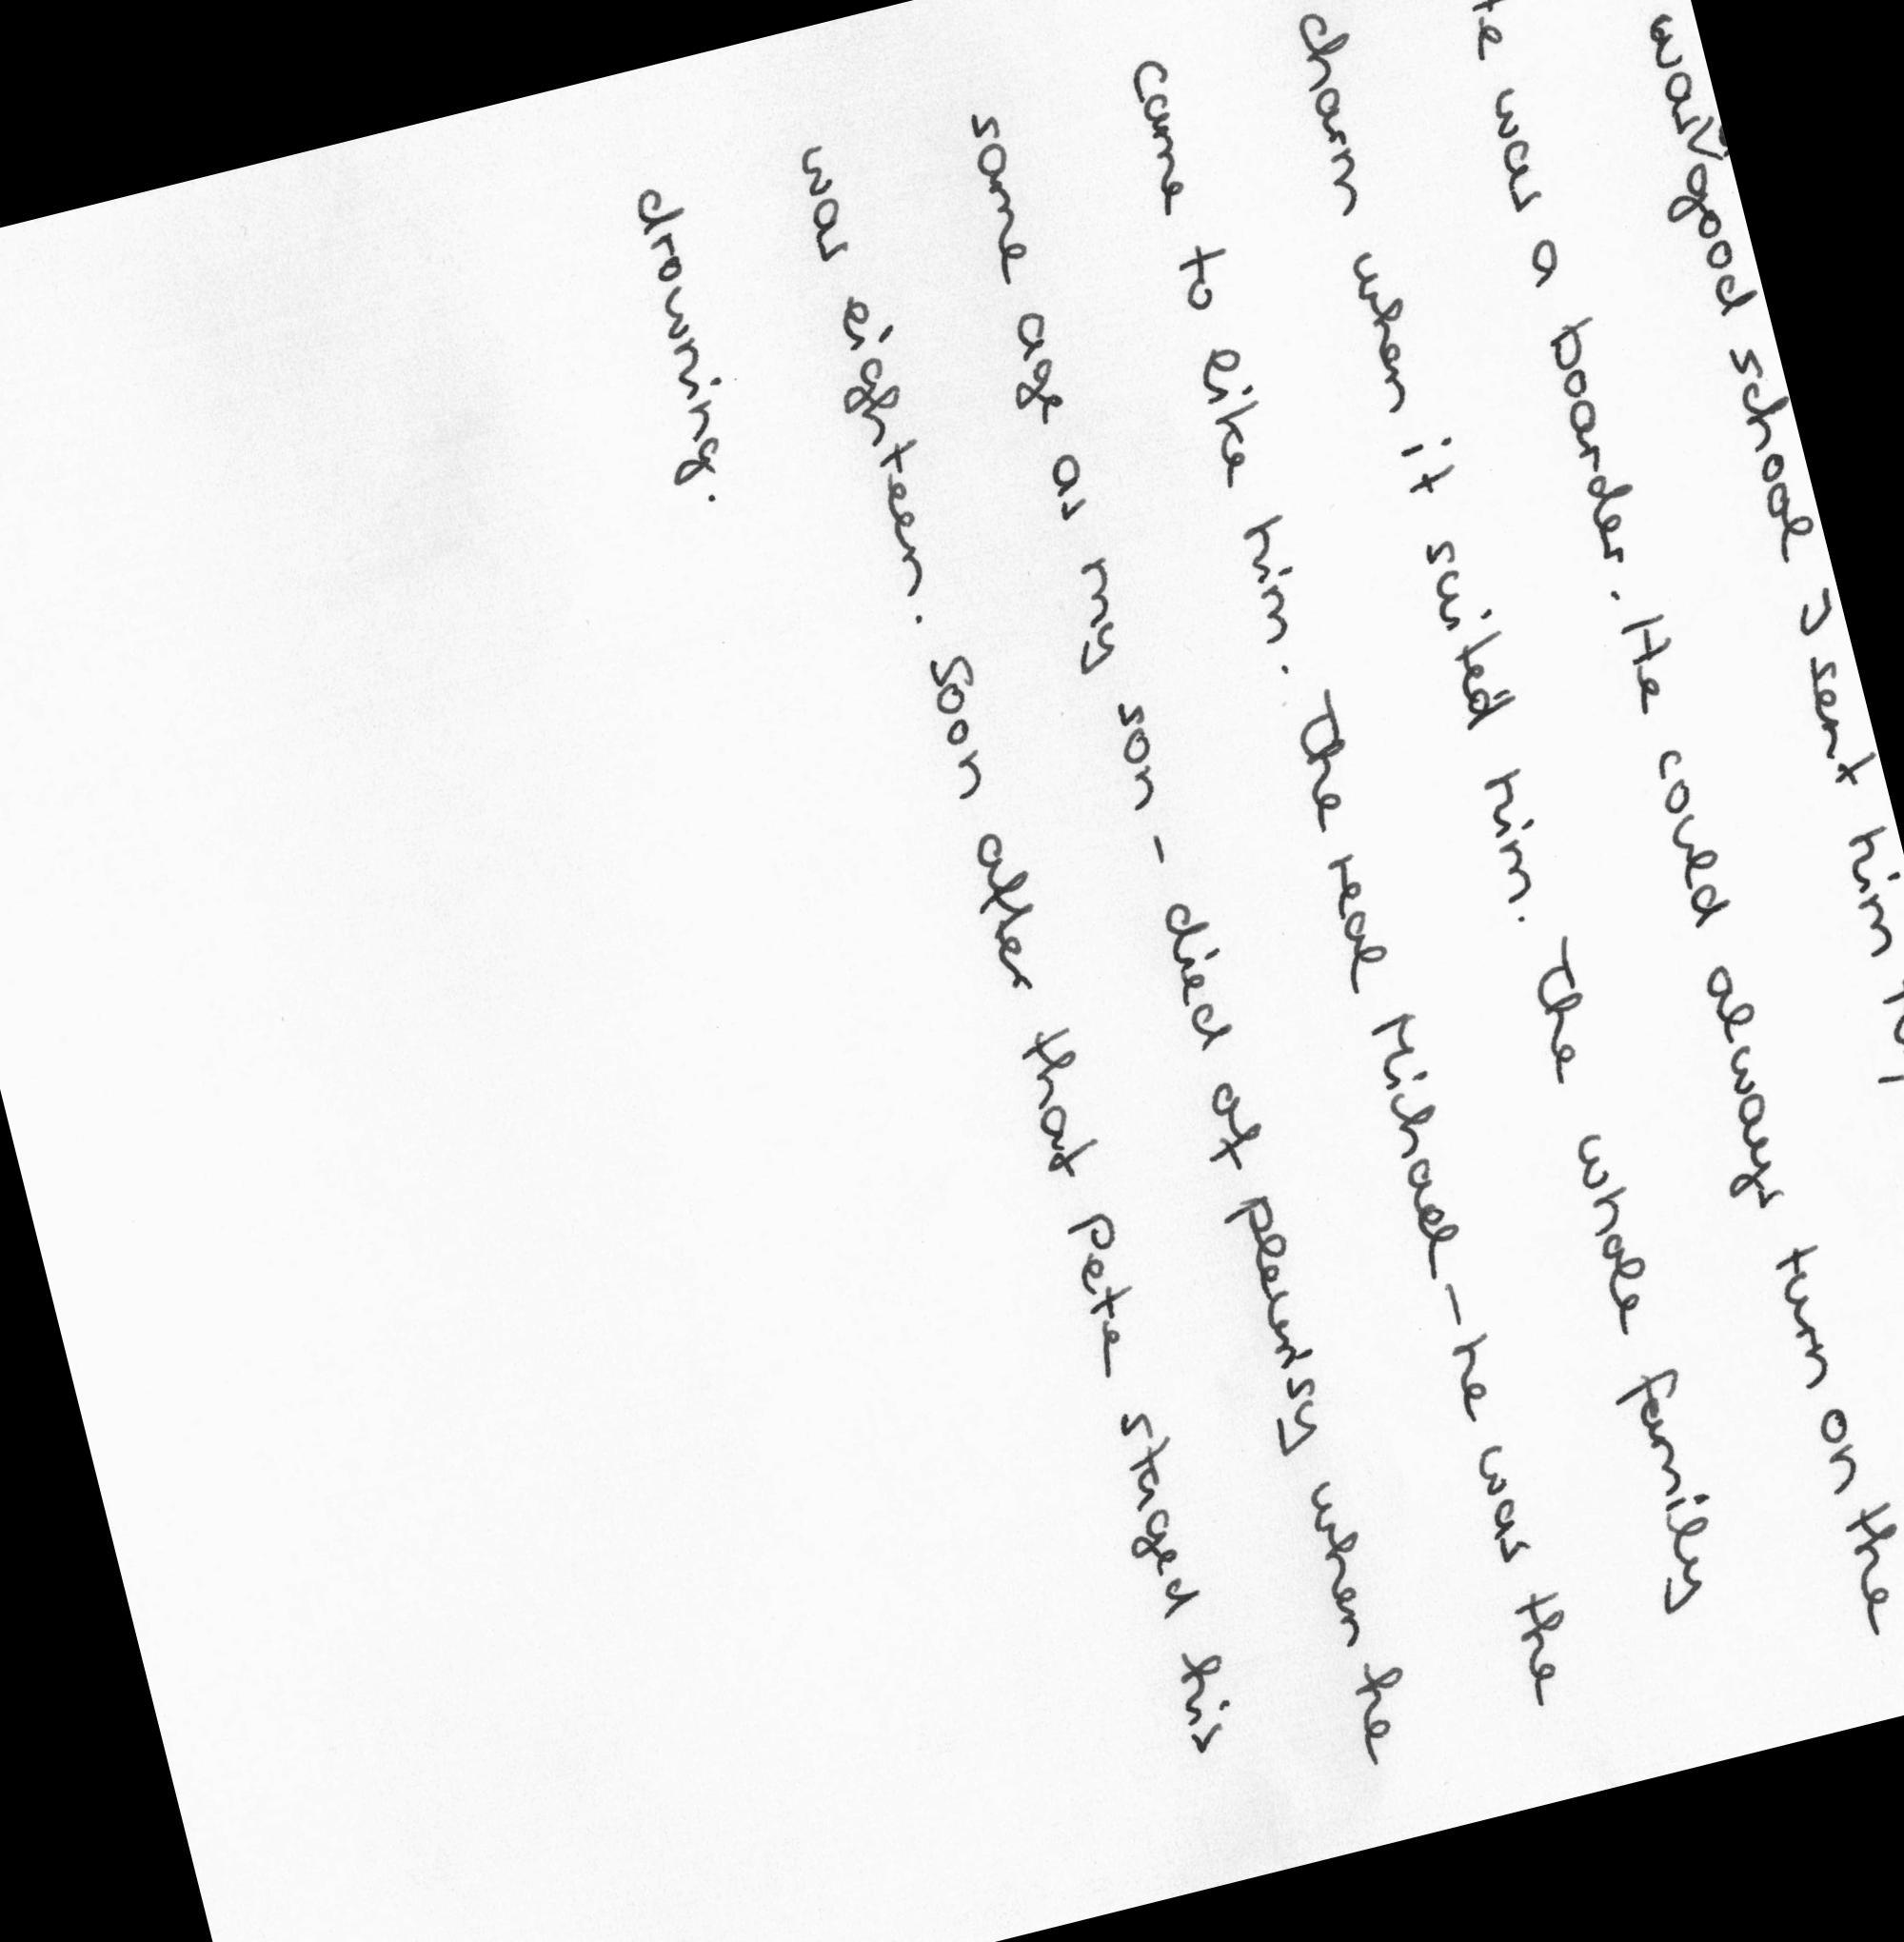 was good school I sent him
was a boarder. He could always turn on the
charm when it suited him. The whole family
came to like him. The real Michael - he was the
same age as my son - died of pleurisy when he
was eighteen. Soon after that Pete staged his
drowning.